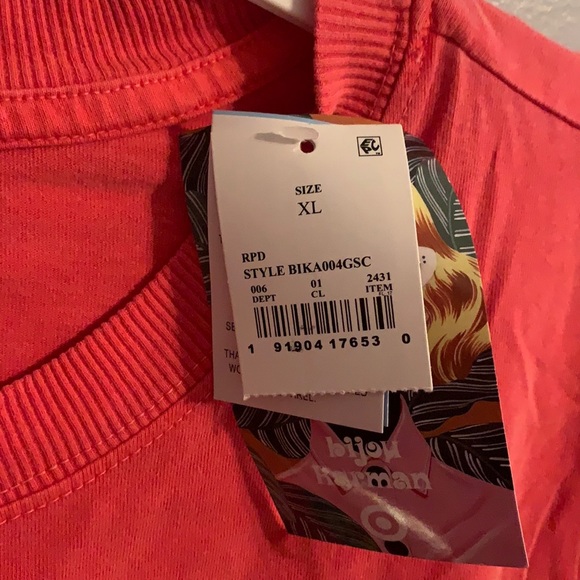 SIZE
XL
RPD
STYLE BIKA004GSC
006 01 2431
DEPT CL ITEM
1 91904 17653 0
bijou
karman